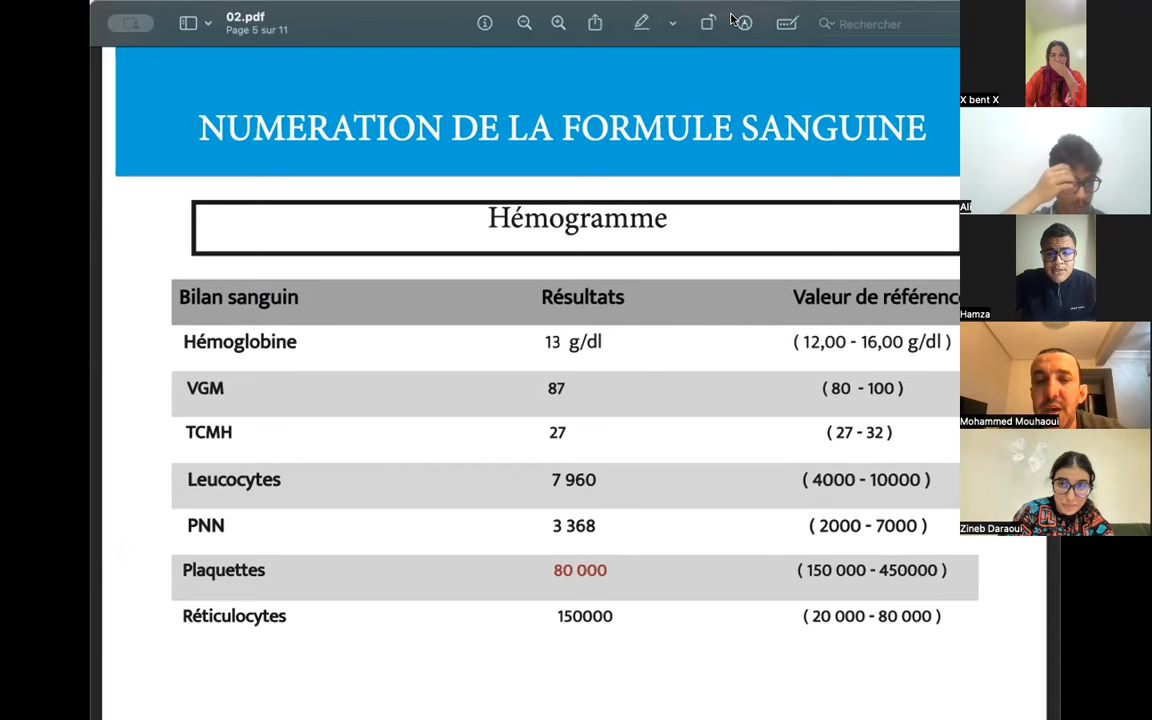 02.pdf
Page 5 sur 11
Rechercher
NUMERATION DE LA FORMULE SANGUINE
Hémogramme
Bilan sanguin Résultats Valeur de référenc
Hémoglobine 13 g/dl ( 12,00 - 16,00 g/dl )
VGM 87 ( 80 - 100 )
TCMH 27 ( 27 - 32 )
Leucocytes 7 960 ( 4000 - 10000 )
PNN 3 368 ( 2000 - 7000 )
Plaquettes 80 000 ( 150 000 - 450000 )
Réticulocytes 150000 ( 20 000 - 80 000 )
X bent X
Hamza
Mohammed Mouhaoui
Zineb Daraoui